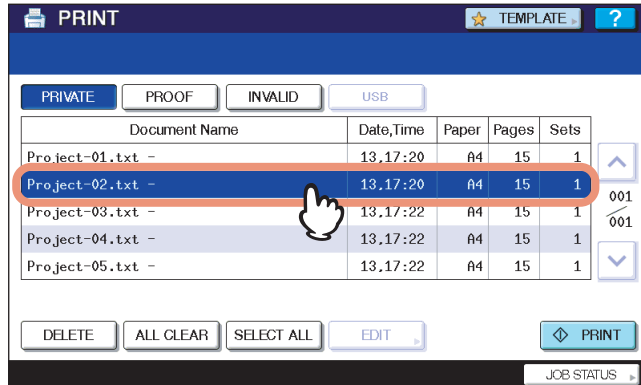 PRINT TEMPLATE ?
PRIVATE PROOF INVALID USB
Document Name Date,Time Paper Pages Sets
Project-01.txt - 13,17:20 A4 15 1
Project-02.txt - 13,17:20 A4 15 1
Project-03.txt - 13,17:22 A4 15 1
Project-04.txt - 13,17:22 A4 15 1
Project-05.txt - 13,17:22 A4 15 1
001
001
DELETE ALL CLEAR SELECT ALL EDIT PRINT
JOB STATUS